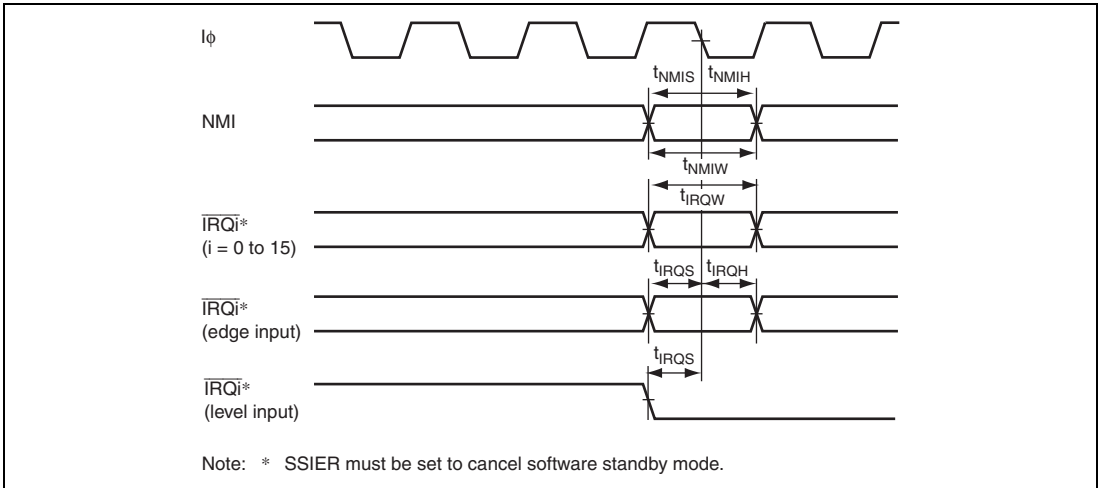 Iϕ
tNMIS tNMIH
NMI
tNMIW
tIRQW
IRQi*
(i = 0 to 15)
tIRQS tIRQH
IRQi*
(edge input)
tIRQS
IRQi*
(level input)
Note: * SSIER must be set to cancel software standby mode.